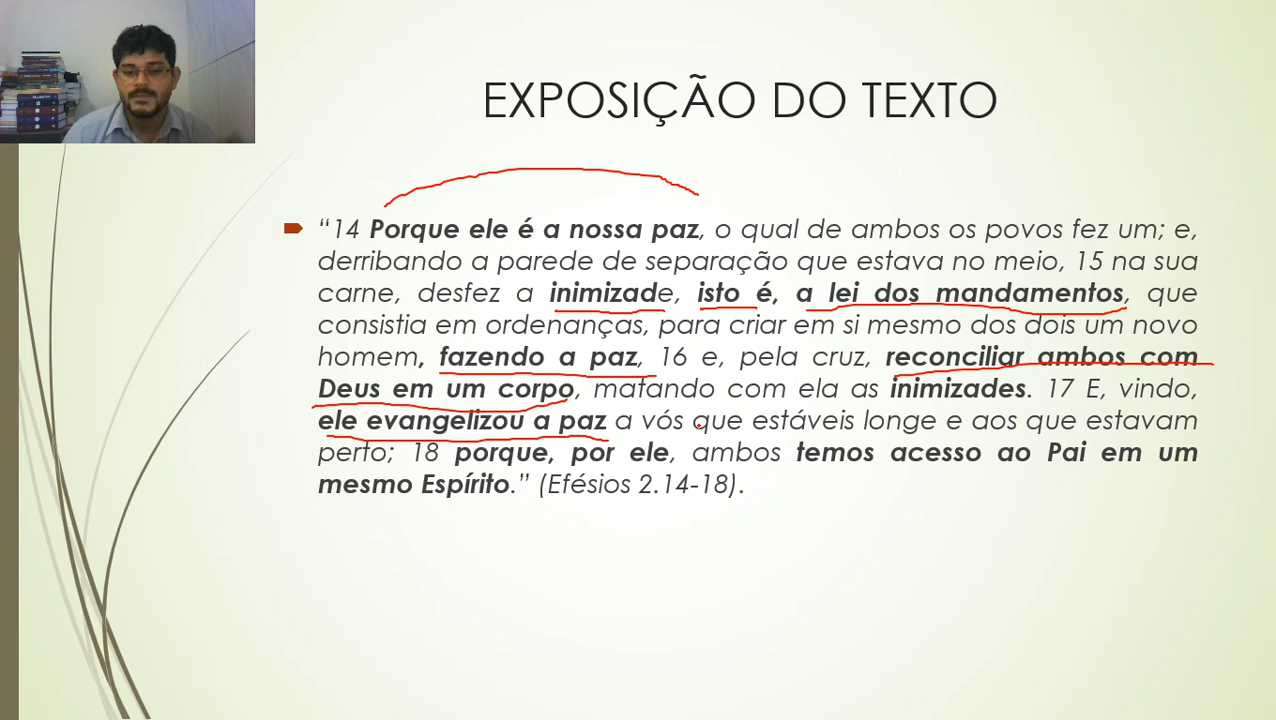 EXPOSIÇÃO DO TEXTO
“14 Porque ele é a nossa paz, o qual de ambos os povos fez um; e,
derribando a parede de separação que estava no meio, 15 na sua
carne, desfez a inimizade, isto é, a lei dos mandamentos, que
consistia em ordenanças, para criar em si mesmo dos dois um novo
homem, fazendo a paz, 16 e, pela cruz, reconciliar ambos com
Deus em um corpo, matando com ela as inimizades. 17 E, vindo,
ele evangelizou a paz a vós que estáveis longe e aos que estavam
perto; 18 porque, por ele, ambos temos acesso ao Pai em um
mesmo Espírito.” (Efésios 2.14-18).